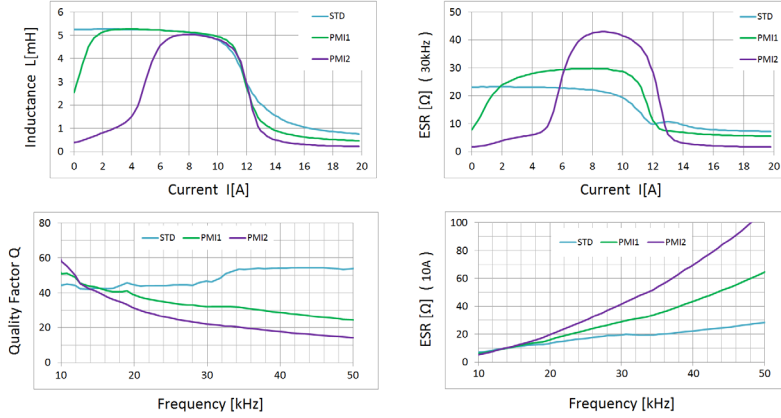 Inductance L[mH]
6
5
4
3
2
1
0
0 2 4 6 8 10 12 14 16 18 20
Current I[A]
STD
PMI1
PMI2
ESR [Ω] ( 30kHz )
50
40
30
20
10
0
0 2 4 6 8 10 12 14 16 18 20
Current I[A]
STD
PMI1
PMI2
Quality Factor Q
80
60
40
20
0
10 20 30 40 50
Frequency [kHz]
STD PMI1 PMI2
ESR [Ω] ( 10A )
100
80
60
40
20
0
10 20 30 40 50
Frequency [kHz]
STD PMI1 PMI2